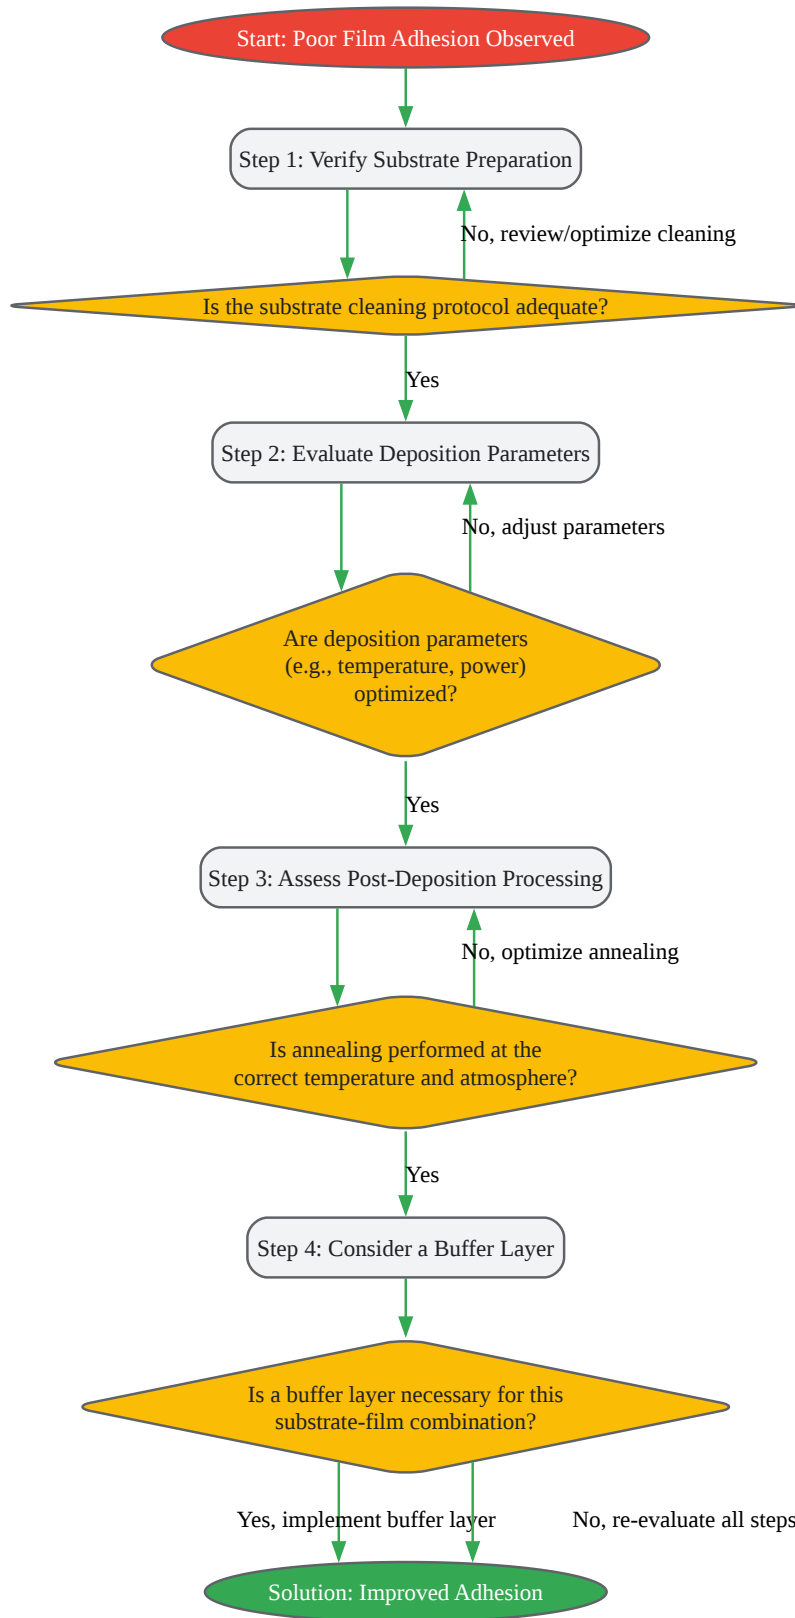 Start: Poor Film Adhesion Observed
Step 1: Verify Substrate Preparation
No, review/optimize cleaning
Is the substrate cleaning protocol adequate?
Yes
Step 2: Evaluate Deposition Parameters
No, adjust parameters
Are deposition parameters
(e.g., temperature, power)
optimized?
Yes
Step 3: Assess Post-Deposition Processing
No, optimize annealing
Is annealing performed at the
correct temperature and atmosphere?
Yes
Step 4: Consider a Buffer Layer
Is a buffer layer necessary for this
substrate-film combination?
Yes, implement buffer layer
No, re-evaluate all steps
Solution: Improved Adhesion